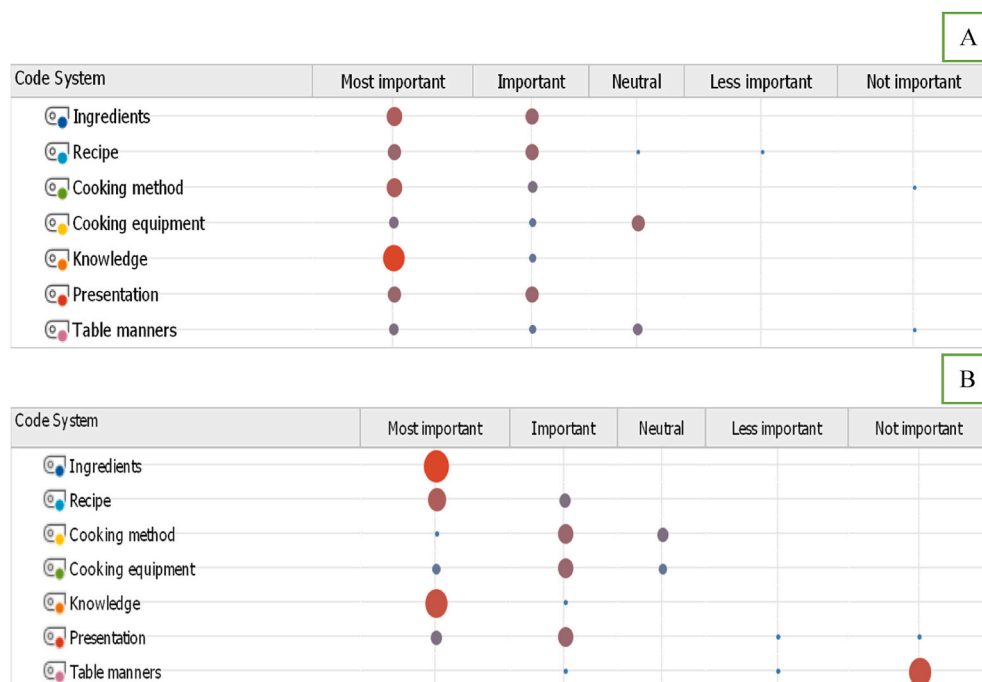 A
Code System Most important Important Neutral Less important Not important
Ingredients
Recipe
Cooking method
Cooking equipment
Knowledge
Presentation
Table manners
B
Code System Most important Important Neutral Less important Not important
Ingredients
Recipe
Cooking method
Cooking equipment
Knowledge
Presentation
Table manners